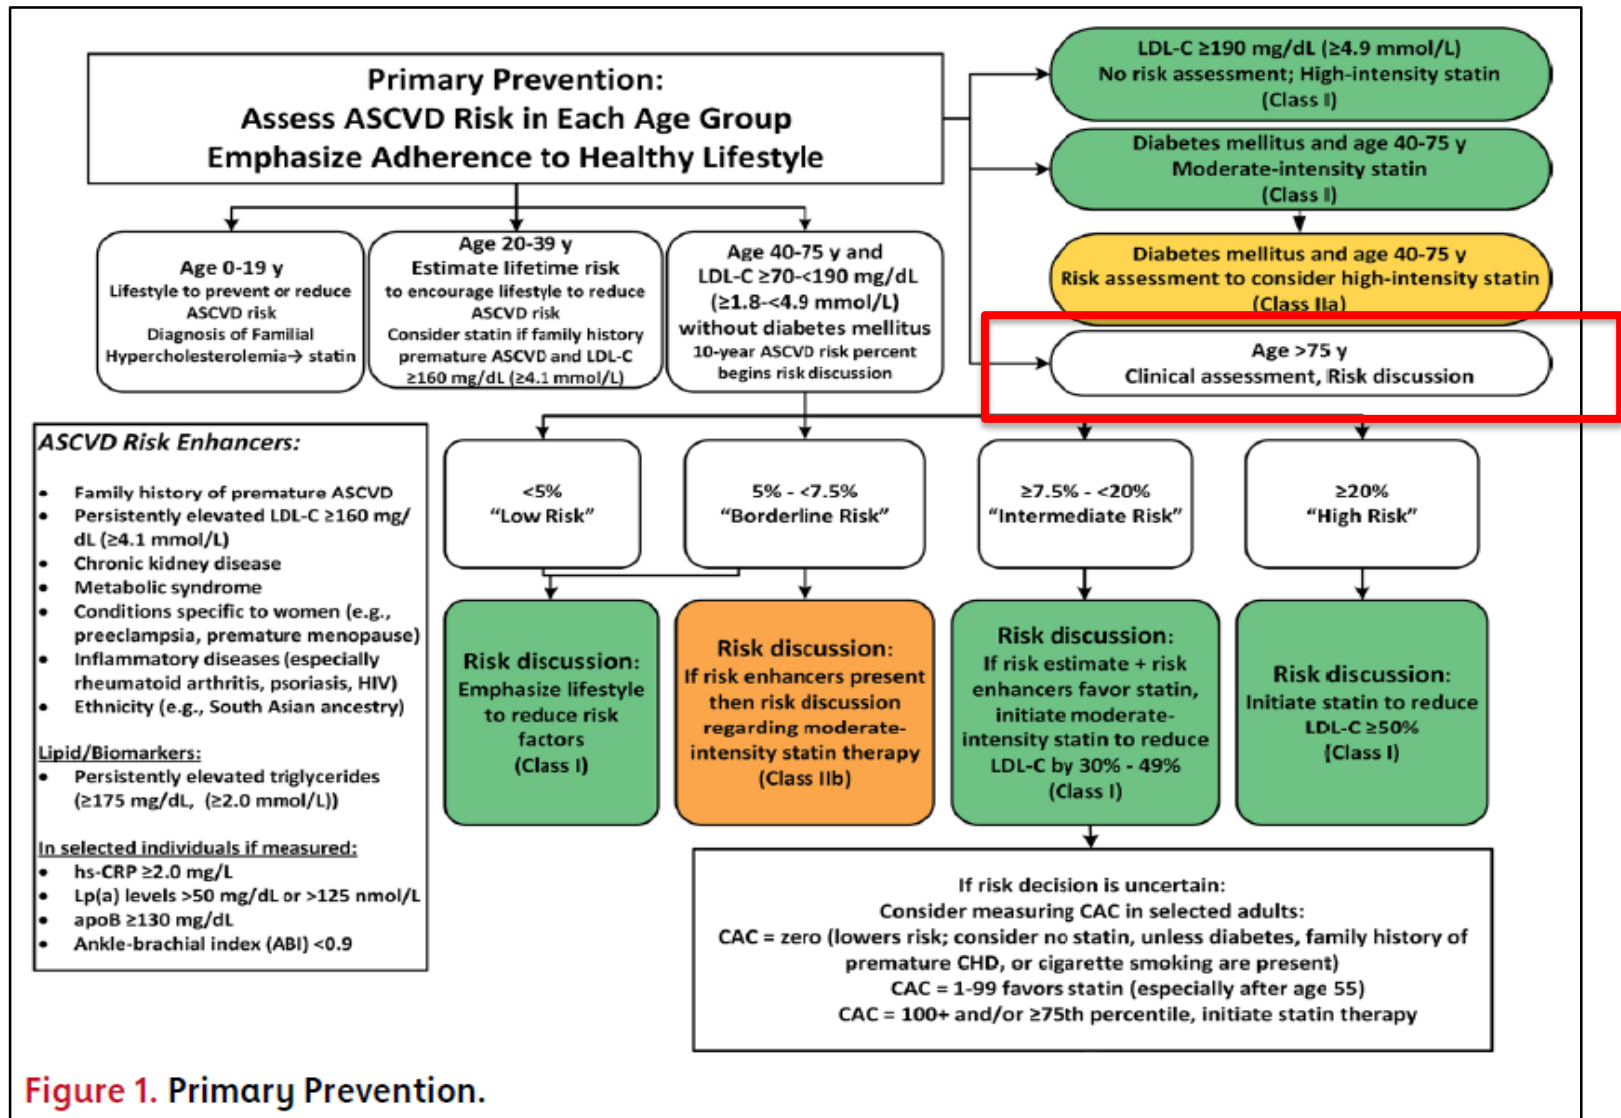 Primary Prevention:
Assess ASCVD Risk in Each Age Group
Emphasize Adherence to Healthy Lifestyle
LDL-C ≥190 mg/dL (≥4.9 mmol/L)
No risk assessment; High-intensity statin
(Class I)
Diabetes mellitus and age 40-75 y
Moderate-intensity statin
(Class I)
Diabetes mellitus and age 40-75 y
Risk assessment to consider high-intensity statin
(Class IIa)
Age >75 y
Clinical assessment, Risk discussion
Age 0-19 y
Lifestyle to prevent or reduce
ASCVD risk
Diagnosis of Familial
Hypercholesterolemia→ statin
Age 20-39 y
Estimate lifetime risk
to encourage lifestyle to reduce
ASCVD risk
Consider statin if family history
premature ASCVD and LDL-C
≥160 mg/dL (≥4.1 mmol/L)
Age 40-75 y and
LDL-C ≥70-<190 mg/dL
(≥1.8-<4.9 mmol/L)
without diabetes mellitus
10-year ASCVD risk percent
begins risk discussion
ASCVD Risk Enhancers:
• Family history of premature ASCVD
• Persistently elevated LDL-C ≥160 mg/
dL (≥4.1 mmol/L)
• Chronic kidney disease
• Metabolic syndrome
• Conditions specific to women (e.g.,
preeclampsia, premature menopause)
• Inflammatory diseases (especially
rheumatoid arthritis, psoriasis, HIV)
• Ethnicity (e.g., South Asian ancestry)
Lipid/Biomarkers:
• Persistently elevated triglycerides
(≥175 mg/dL, (≥2.0 mmol/L))
In selected individuals if measured:
• hs-CRP ≥2.0 mg/L
• Lp(a) levels >50 mg/dL or >125 nmol/L
• apoB ≥130 mg/dL
• Ankle-brachial index (ABI) <0.9
<5%
"Low Risk"
5% - <7.5%
"Borderline Risk"
≥7.5% - <20%
"Intermediate Risk"
≥20%
"High Risk"
Risk discussion:
Emphasize lifestyle
to reduce risk
factors
(Class I)
Risk discussion:
If risk enhancers present
then risk discussion
regarding moderate-
intensity statin therapy
(Class IIb)
Risk discussion:
If risk estimate + risk
enhancers favor statin,
initiate moderate-
intensity statin to reduce
LDL-C by 30% - 49%
(Class I)
Risk discussion:
Initiate statin to reduce
LDL-C ≥50%
(Class I)
If risk decision is uncertain:
Consider measuring CAC in selected adults:
CAC = zero (lowers risk; consider no statin, unless diabetes, family history of
premature CHD, or cigarette smoking are present)
CAC = 1-99 favors statin (especially after age 55)
CAC = 100+ and/or ≥75th percentile, initiate statin therapy
Figure 1. Primary Prevention.